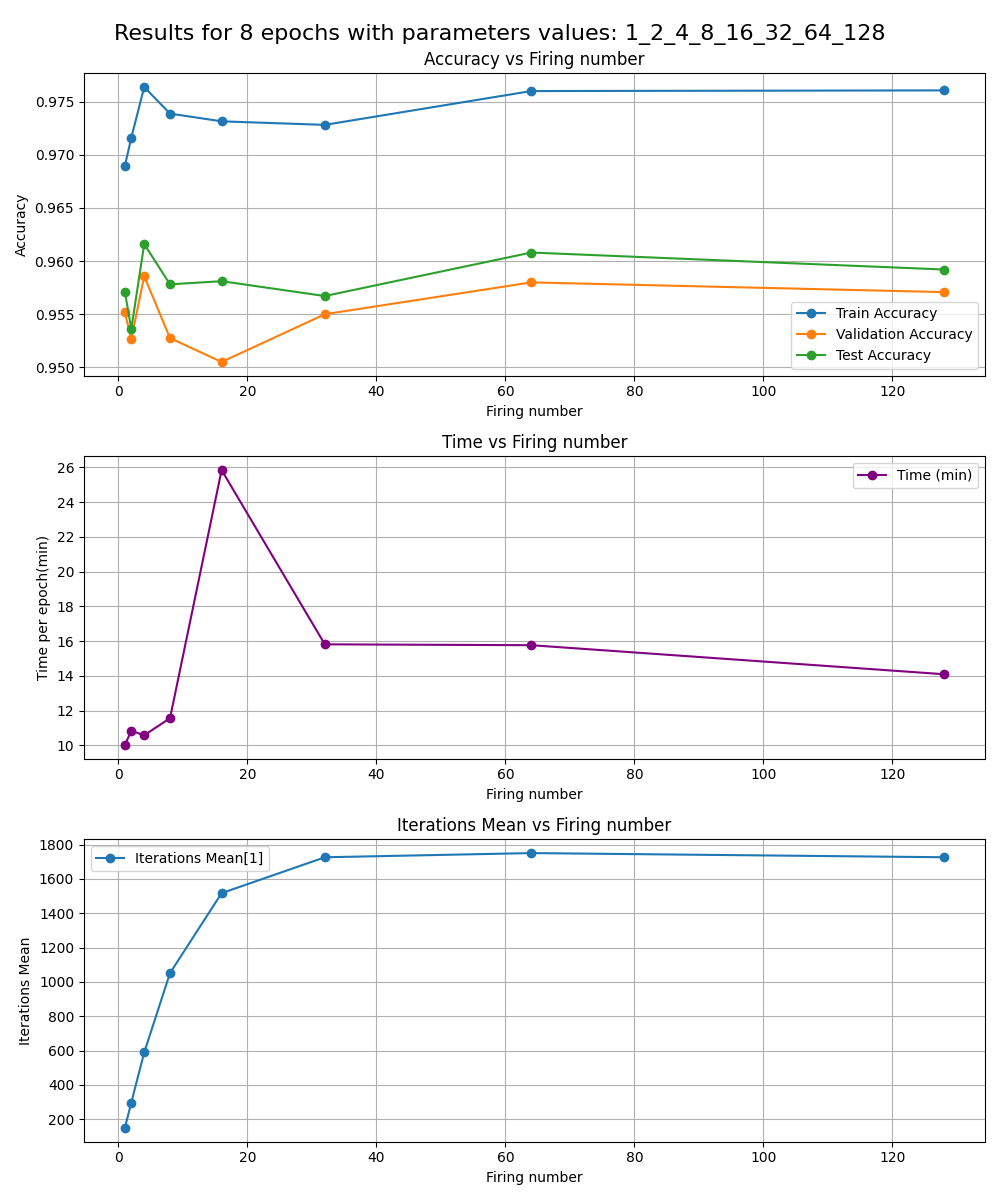 Results for 8 epochs with parameters values: 1_2_4_8_16_32_64_128
Accuracy vs Firing number
0.975
0.970
0.965
0.960
0.955
0.950
Accuracy
Train Accuracy
Validation Accuracy
Test Accuracy
0 20 40 60 80 100 120
Firing number
Time vs Firing number
26
24
22
20
18
16
14
12
10
Time per epoch(min)
Time (min)
0 20 40 60 80 100 120
Firing number
Iterations Mean vs Firing number
1800
1600
1400
1200
1000
800
600
400
200
Iterations Mean
Iterations Mean[1]
0 20 40 60 80 100 120
Firing number